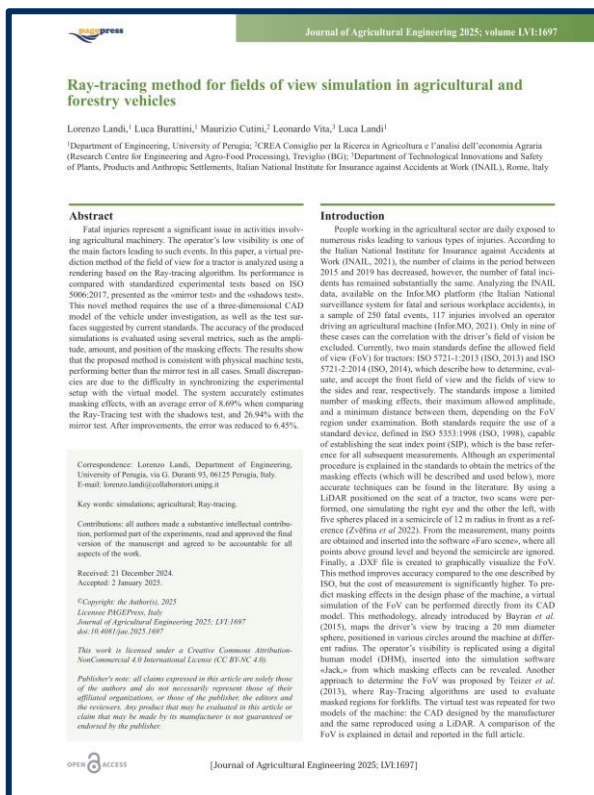 pagepress
Journal of Agricultural Engineering 2025; volume LVI:1697
Ray-tracing method for fields of view simulation in agricultural and
forestry vehicles
Lorenzo Landi,1 Luca Burattini,1 Maurizio Cutini,2 Leonardo Vita,3 Luca Landi1
1Department of Engineering, University of Perugia; 2CREA Consiglio per la Ricerca in Agricoltura e l'analisi dell'economia Agraria
(Research Centre for Engineering and Agro-Food Processing), Treviglio (BG); 3Department of Technological Innovations and Safety
of Plants, Products and Anthropic Settlements, Italian National Institute for Insurance against Accidents at Work (INAIL), Rome, Italy
Abstract
Fatal injuries represent a significant issue in activities involv-
ing agricultural machinery. The operator's low visibility is one of
the main factors leading to such events. In this paper, a virtual pre-
diction method of the field of view for a tractor is analyzed using a
rendering based on the Ray-tracing algorithm. Its performance is
compared with standardized experimental tests based on ISO
5006:2017, presented as the «mirror test» and the «shadows test».
This novel method requires the use of a three-dimensional CAD
model of the vehicle under investigation, as well as the test sur-
faces suggested by current standards. The accuracy of the produced
simulations is evaluated using several metrics, such as the ampli-
tude, amount, and position of the masking effects. The results show
that the proposed method is consistent with physical machine tests,
performing better than the mirror test in all cases. Small discrepan-
cies are due to the difficulty in synchronizing the experimental
setup with the virtual model. The system accurately estimates
masking effects, with an average error of 8.69% when comparing
the Ray-Tracing test with the shadows test, and 26.94% with the
mirror test. After improvements, the error was reduced to 6.45%.
Correspondence: Lorenzo Landi, Department of Engineering,
University of Perugia, via G. Duranti 93, 06125 Perugia, Italy.
E-mail: lorenzo.landi@collaboratori.unipg.it
Key words: simulations; agricultural; Ray-tracing.
Contributions: all authors made a substantive intellectual contribu-
tion, performed part of the experiments, read and approved the final
version of the manuscript and agreed to be accountable for all
aspects of the work.
Received: 21 December 2024.
Accepted: 2 January 2025.
©Copyright: the Author(s), 2025
Licensee PAGEPress, Italy
Journal of Agricultural Engineering 2025; LVI:1697
doi:10.4081/jae.2025.1697
This work is licensed under a Creative Commons Attribution-
NonCommercial 4.0 International License (CC BY-NC 4.0).
Publisher's note: all claims expressed in this article are solely those
of the authors and do not necessarily represent those of their
affiliated organizations, or those of the publisher, the editors and
the reviewers. Any product that may be evaluated in this article or
claim that may be made by its manufacturer is not guaranteed or
endorsed by the publisher.
Introduction
People working in the agricultural sector are daily exposed to
numerous risks leading to various types of injuries. According to
the Italian National Institute for Insurance against Accidents at
Work (INAIL, 2021), the number of claims in the period between
2015 and 2019 has decreased, however, the number of fatal inci-
dents has remained substantially the same. Analyzing the INAIL
data, available on the Infor.MO platform (the Italian National
surveillance system for fatal and serious workplace accidents), in
a sample of 250 fatal events, 117 injuries involved an operator
driving an agricultural machine (Infor.MO, 2021). Only in nine of
these cases can the correlation with the driver's field of vision be
excluded. Currently, two main standards define the allowed field
of view (FoV) for tractors: ISO 5721-1:2013 (ISO, 2013) and ISO
5721-2:2014 (ISO, 2014), which describe how to determine, eval-
uate, and accept the front field of view and the fields of view to
the sides and rear, respectively. The standards impose a limited
number of masking effects, their maximum allowed amplitude,
and a minimum distance between them, depending on the FoV
region under examination. Both standards require the use of a
standard device, defined in ISO 5353:1998 (ISO, 1998), capable
of establishing the seat index point (SIP), which is the base refer-
ence for all subsequent measurements. Although an experimental
procedure is explained in the standards to obtain the metrics of the
masking effects (which will be described and used below), more
accurate techniques can be found in the literature. By using a
LiDAR positioned on the seat of a tractor, two scans were per-
formed, one simulating the right eye and the other the left, with
five spheres placed in a semicircle of 12 m radius in front as a ref-
erence (Zvěřina et al 2022). From the measurement, many points
are obtained and inserted into the software «Faro scene», where all
points above ground level and beyond the semicircle are ignored.
Finally, a .DXF file is created to graphically visualize the FoV.
This method improves accuracy compared to the one described by
ISO, but the cost of measurement is significantly higher. To pre-
dict masking effects in the design phase of the machine, a virtual
simulation of the FoV can be performed directly from its CAD
model. This methodology, already introduced by Bayran et al.
(2015), maps the driver's view by tracing a 20 mm diameter
sphere, positioned in various circles around the machine at differ-
ent radius. The operator's visibility is replicated using a digital
human model (DHM), inserted into the simulation software
«Jack,» from which masking effects can be revealed. Another
approach to determine the FoV was proposed by Teizer et al.
(2013), where Ray-Tracing algorithms are used to evaluate
masked regions for forklifts. The virtual test was repeated for two
models of the machine: the CAD designed by the manufacturer
and the same reproduced using a LiDAR. A comparison of the
FoV is explained in detail and reported in the full article.
OPEN ACCESS
[Journal of Agricultural Engineering 2025; LVI:1697]